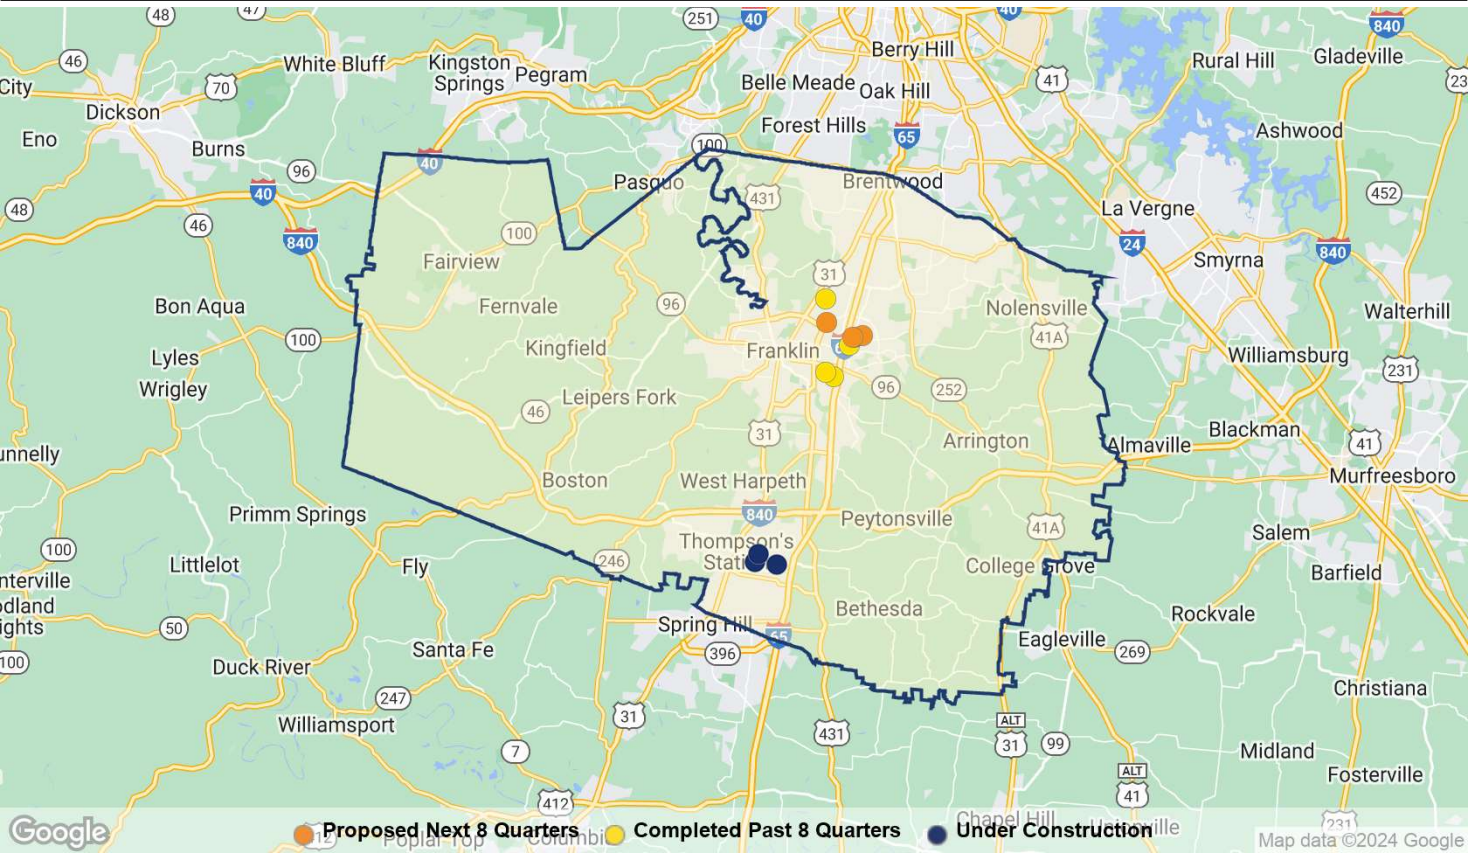 48
47
251
40
40
840
Berry Hill
White Bluff
Kingston
Springs
Pegram
Gladeville
Rural Hill
46
City
70
Belle Meade
Oak Hill
41
Dickson
Forest Hills
65
Ashwood
Eno
Burns
100
96
40
Pasquo
Brentwood
40
431
452
48
La Vergne
46
840
100
24
840
Smyrna
Fairview
31
Bon Aqua
Fernvale
96
Nolensville
Walterhill
100
Kingfield
Franklin
41A
Lyles
Williamsburg
231
Wrigley
Leipers Fork
96
252
46
31
Arrington
Almaville
Blackman
41
Boston
West Harpeth
Murfreesboro
Primm Springs
840
Peytonsville
41A
Salem
100
Thompson's
Littlelot
Fly
246
College Grove
Barfield
Bethesda
Rockvale
50
Spring Hill
65
Eagleville
269
Santa Fe
396
100
Duck River
Christiana
247
31
Williamsport
431
ALT
31
99
Midland
7
ALT
41
Fosterville
412
Chapel Hill
231
Google
Proposed Next 8 Quarters
Completed Past 8 Quarters
Under Construction
Poplar Top
Map data ©2024 Google